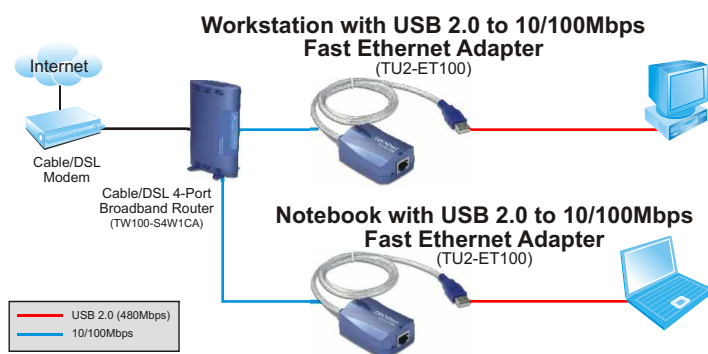 Workstation with USB 2.0 to 10/100Mbps
Fast Ethernet Adapter
(TU2-ET100)
Internet
Cable/DSL
Modem
Cable/DSL 4-Port
Broadband Router
(TW100-S4W1CA)
Notebook with USB 2.0 to 10/100Mbps
Fast Ethernet Adapter
(TU2-ET100)
USB 2.0 (480Mbps)
10/100Mbps